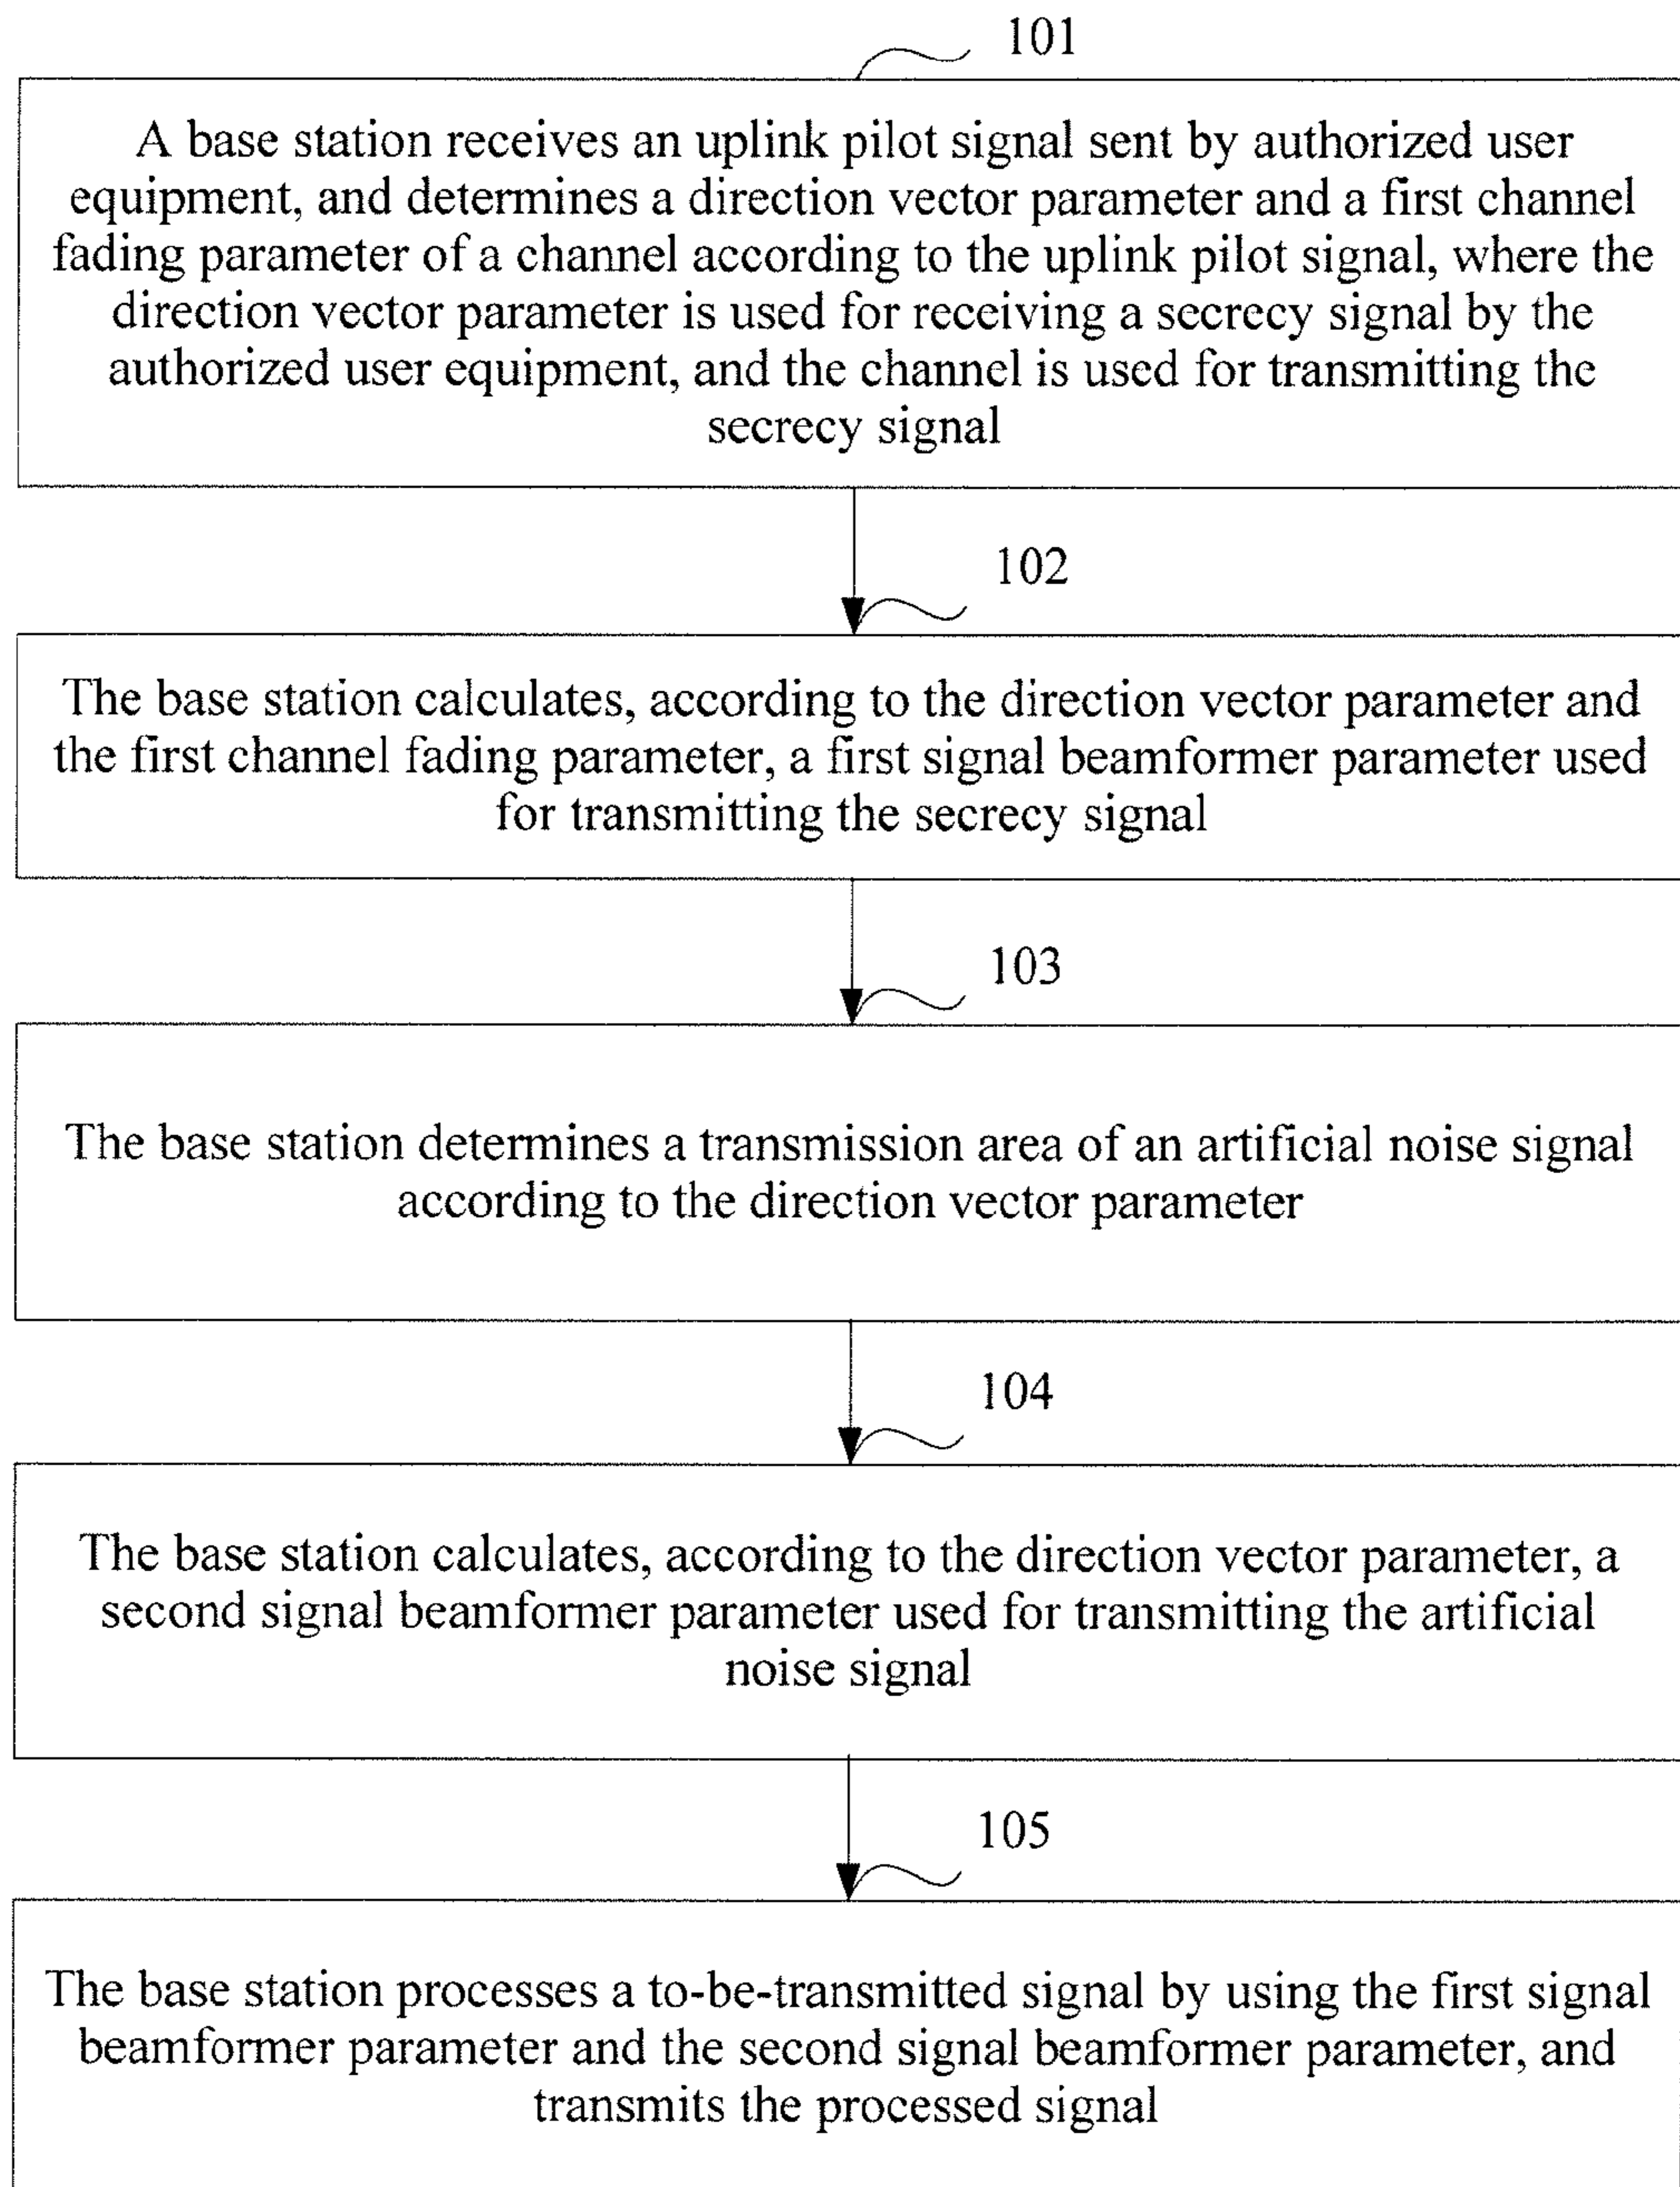 101
A base station receives an uplink pilot signal sent by authorized user
equipment, and determines a direction vector parameter and a first channel
fading parameter of a channel according to the uplink pilot signal, where the
direction vector parameter is used for receiving a secrecy signal by the
authorized user equipment, and the channel is used for transmitting the
secrecy signal
102
The base station calculates, according to the direction vector parameter and
the first channel fading parameter, a first signal beamformer parameter used
for transmitting the secrecy signal
103
The base station determines a transmission area of an artificial noise signal
according to the direction vector parameter
104
The base station calculates, according to the direction vector parameter, a
second signal beamformer parameter used for transmitting the artificial
noise signal
105
The base station processes a to-be-transmitted signal by using the first signal
beamformer parameter and the second signal beamformer parameter, and
transmits the processed signal